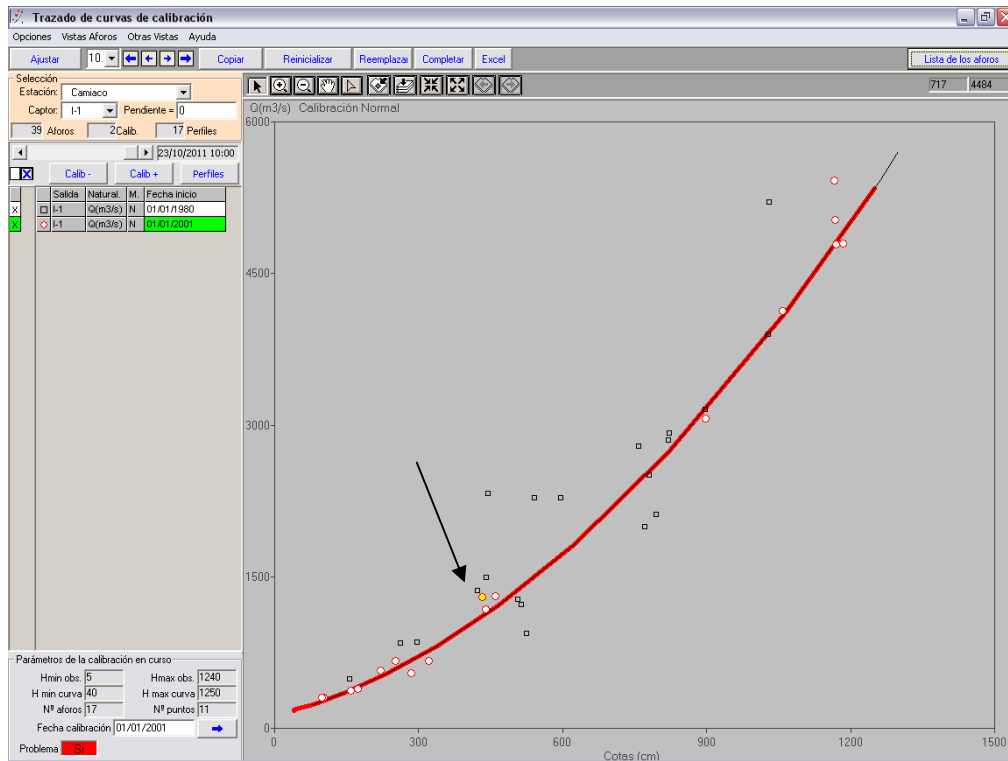 Trazado de curvas de calibración
Opciones Vistas Aforos Otras Vistas Ayuda
Ajustar 10 Copiar Reinicializar Reemplazar Completar Excel Lista de los aforos
Selección
Estación: Camiaco
Captor: I-1 Pendiente = 0
39 Aforos 2 Calib. 17 Perfiles
23/10/2011 10:00
Calib - Calib + Perfiles
Salida Natural. M. Fecha inicio
X I-1 Q(m3/s) N 01/01/1980
X I-1 Q(m3/s) N 01/01/2001
717 4484
Q(m3/s) Calibración Normal
6000
4500
3000
1500
0
0 300 600 900 1200 1500
Cotas (cm)
Parámetros de la calibración en curso
Hmin obs. 5 Hmax obs. 1240
H min curva 40 H max curva 1250
Nº aforos 17 Nº puntos 11
Fecha calibración 01/01/2001
Problema Si